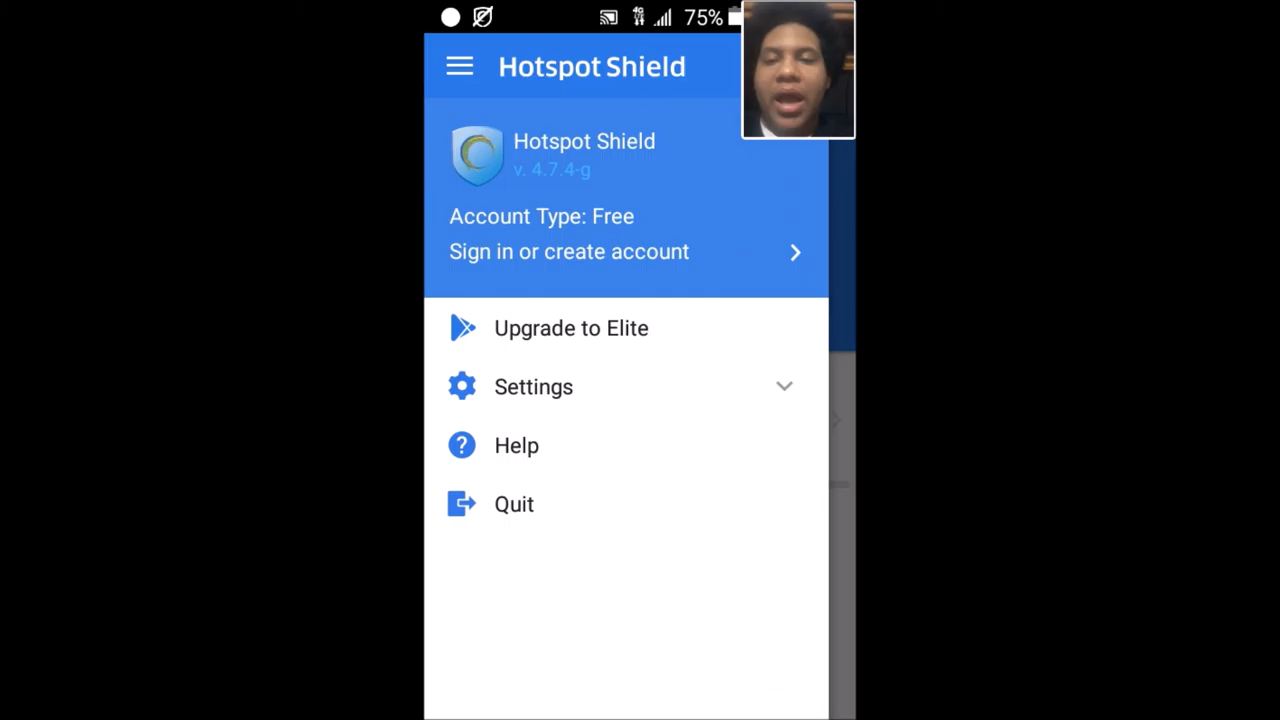 4G
75%
Hotspot Shield
Hotspot Shield
v. 4.7.4-g
Account Type: Free
Sign in or create account
Upgrade to Elite
Settings
Help
Quit